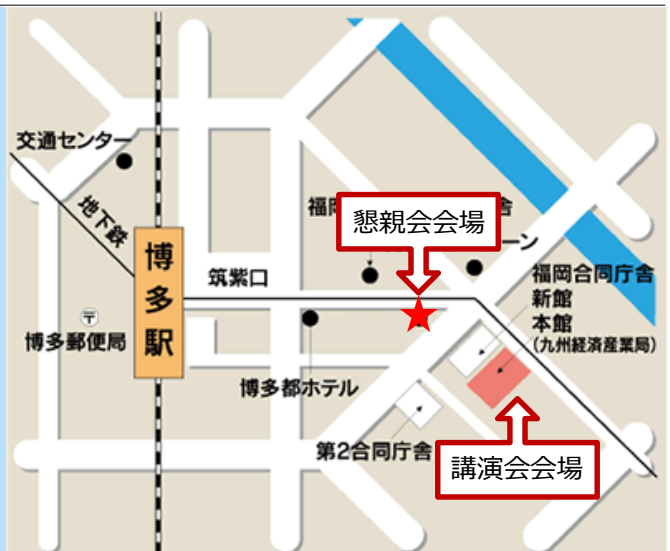 交通センター
地下鉄
博多駅
筑紫口
〒
博多郵便局
博多都ホテル
福岡
舎
懇親会会場
ーン
福岡合同庁舎
新館
本館
(九州経済産業局)
第2合同庁舎
講演会会場